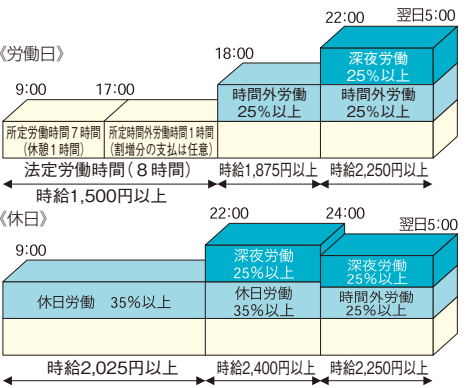 22:00
翌日5:00
《労働日》
18:00
深夜労働
25%以上
9:00
17:00
時間外労働
25%以上
時間外労働
25%以上
所定労働時間7時間
(休憩1時間)
所定時間外労働時間1時間
(割増分の支払は任意)
法定労働時間(8時間)
時給1,875円以上
時給2,250円以上
時給1,500円以上
《休日》
22:00
24:00
翌日5:00
9:00
深夜労働
25%以上
深夜労働
25%以上
休日労働 35%以上
休日労働
35%以上
時間外労働
25%以上
時給2,025円以上
時給2,400円以上
時給2,250円以上